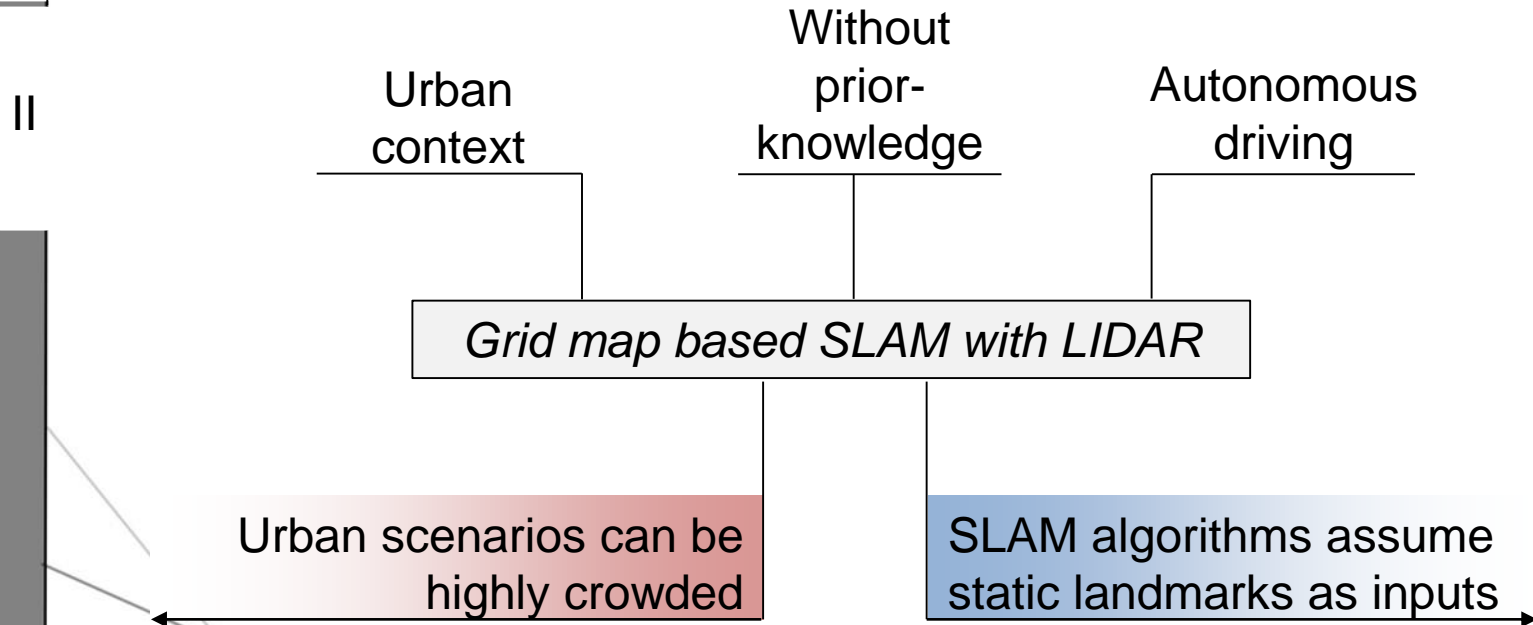 II
Urban
context
Without
prior-
knowledge
Autonomous
driving
Grid map based SLAM with LIDAR
Urban scenarios can be
highly crowded
SLAM algorithms assume
static landmarks as inputs